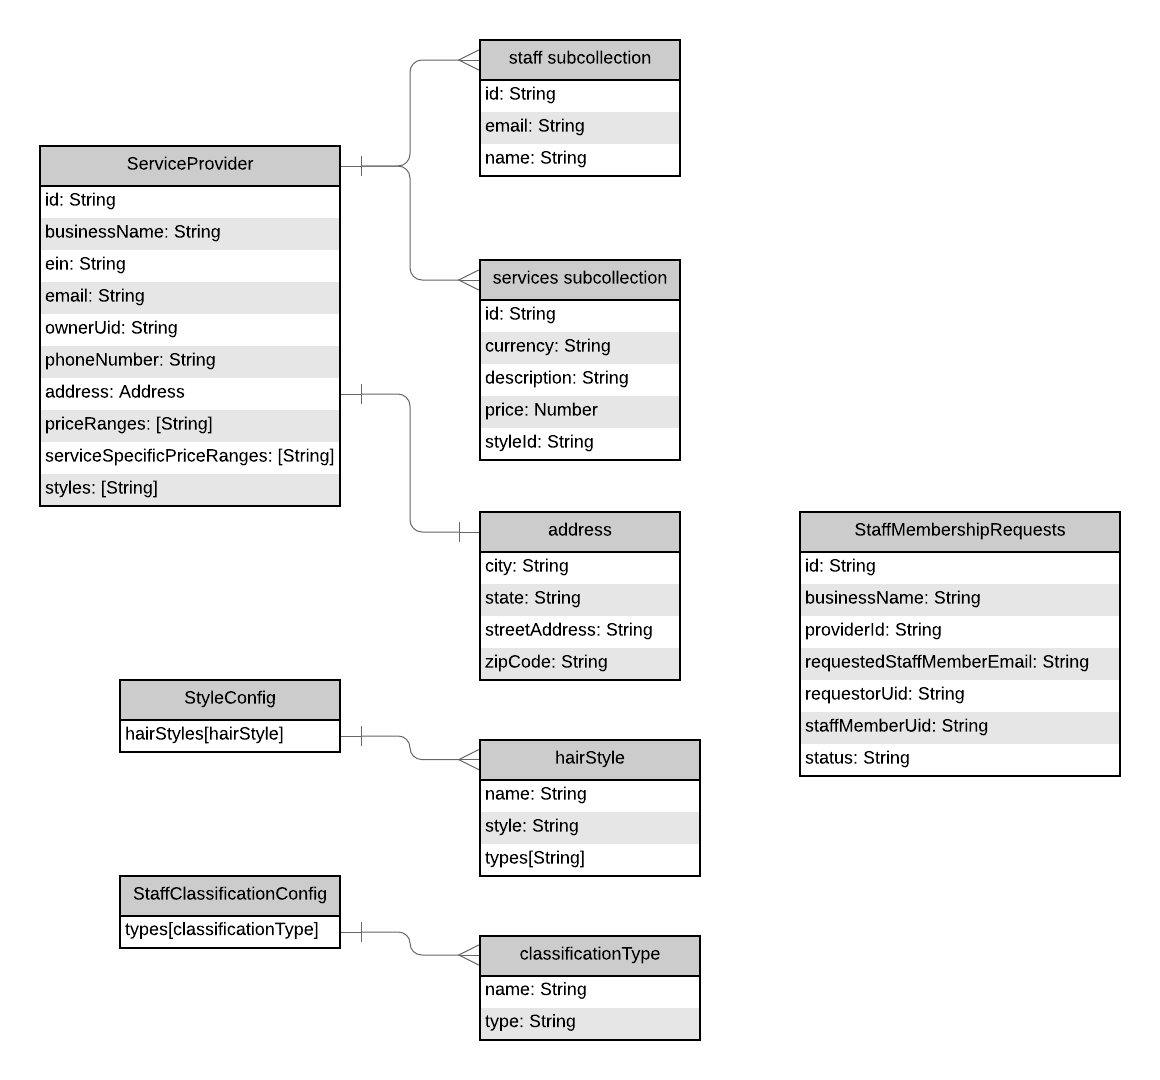 staff subcollection
id: String
email: String
name: String
ServiceProvider
id: String
businessName: String
ein: String
email: String
ownerUid: String
phoneNumber: String
address: Address
priceRanges: [String]
serviceSpecificPriceRanges: [String]
styles: [String]
services subcollection
id: String
currency: String
description: String
price: Number
styleId: String
address
city: String
state: String
streetAddress: String
zipCode: String
StaffMembershipRequests
id: String
businessName: String
providerId: String
requestedStaffMemberEmail: String
requestorUid: String
staffMemberUid: String
status: String
StyleConfig
hairStyles[hairStyle]
hairStyle
name: String
style: String
types[String]
StaffClassificationConfig
types[classificationType]
classificationType
name: String
type: String